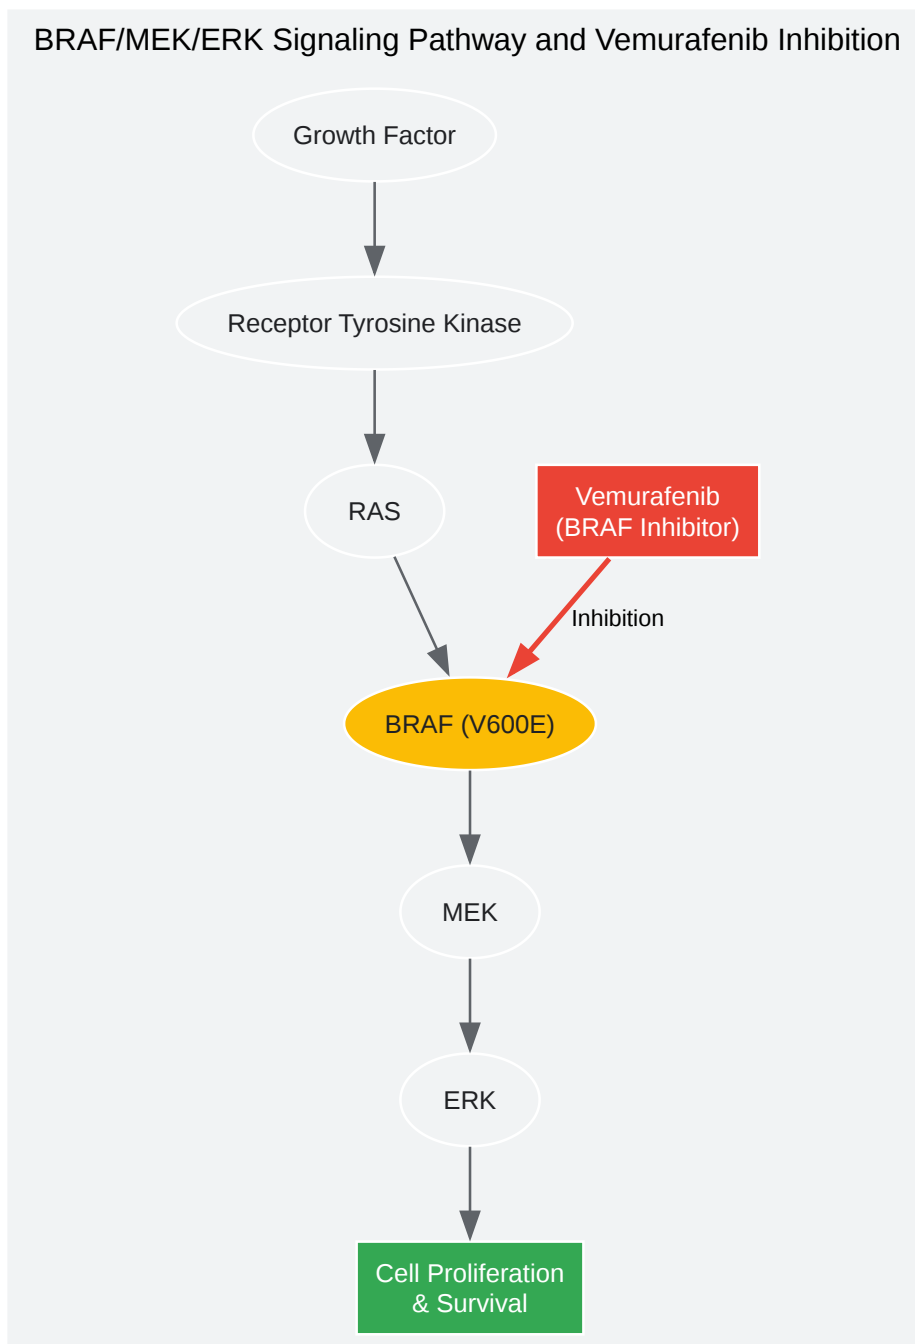 BRAF/MEK/ERK Signaling Pathway and Vemurafenib Inhibition
Growth Factor
Receptor Tyrosine Kinase
RAS
Vemurafenib
(BRAF Inhibitor)
Inhibition
BRAF (V600E)
MEK
ERK
Cell Proliferation
& Survival